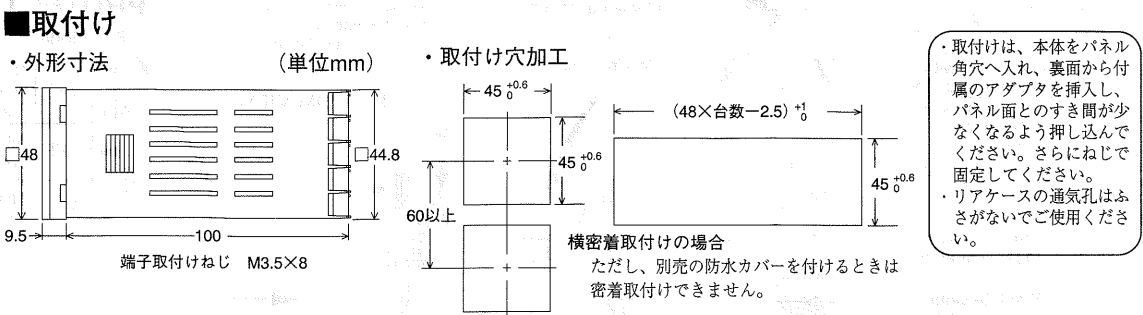 ■取付け
・外形寸法
(単位mm)
□48
□44.8
9.5
100
端子取付けねじ M3.5×8
・取付け穴加工
45 +0.6 0
45 +0.6 0
60以上
(48×台数−2.5) +1 0
45 +0.6 0
横密着取付けの場合
ただし、別売の防水カバーを付けるときは
密着取付けできません。
・取付けは、本体をパネル
角穴へ入れ、裏面から付
属のアダプタを挿入し、
パネル面とのすき間が少
なくなるよう押し込んで
ください。さらにねじで
固定してください。
・リアケースの通気孔はふ
さがないでご使用くださ
い。